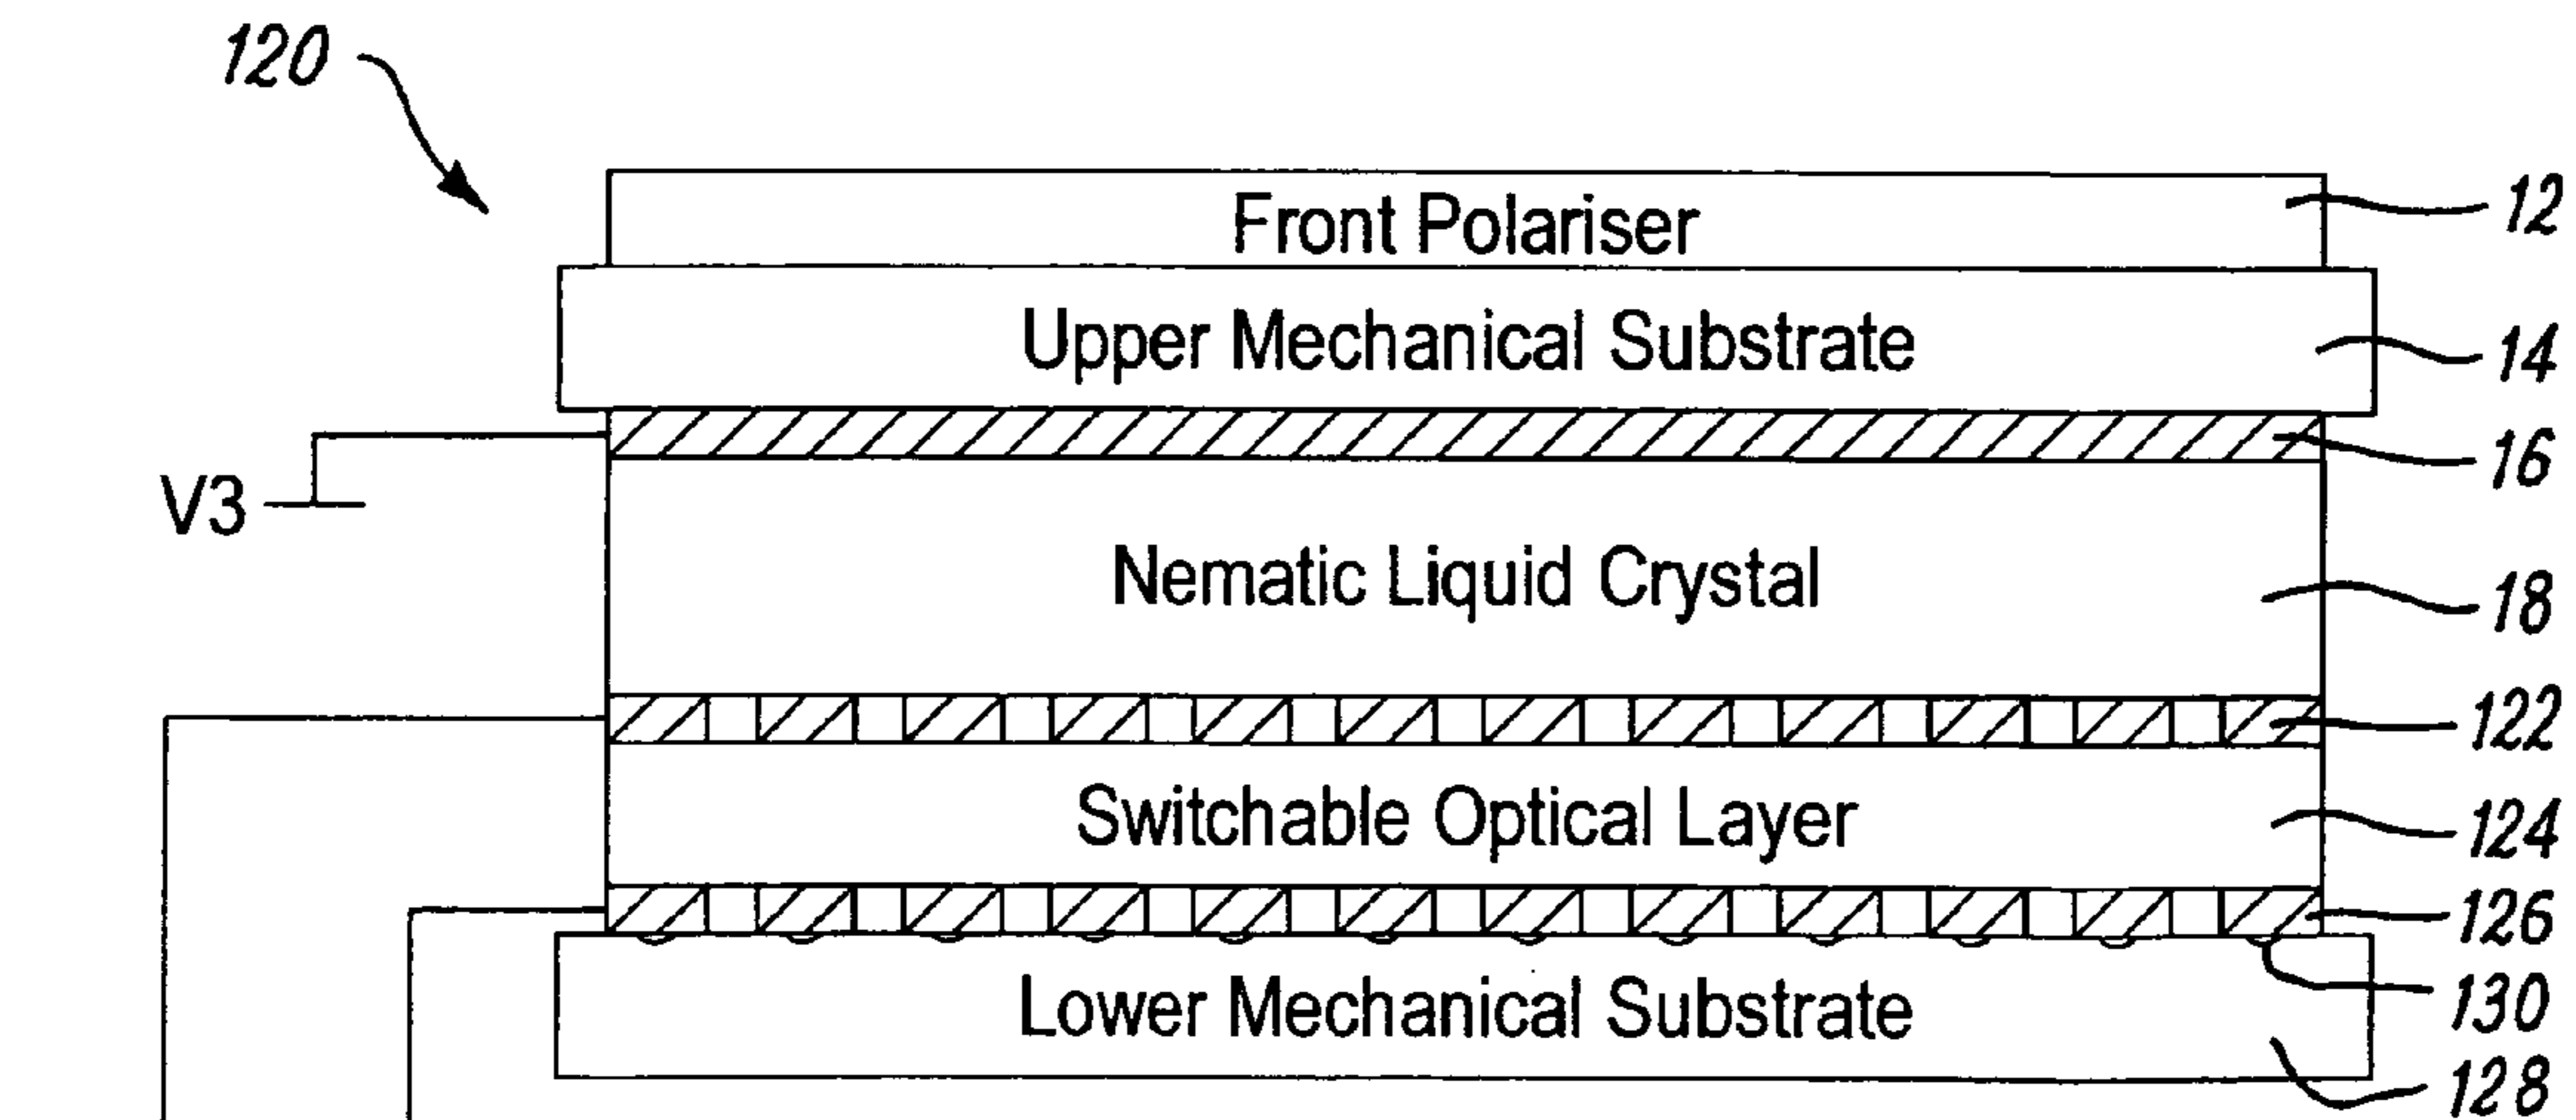 120
Front Polariser
12
Upper Mechanical Substrate
14
16
V3
Nematic Liquid Crystal
18
122
Switchable Optical Layer
124
126
130
Lower Mechanical Substrate
128